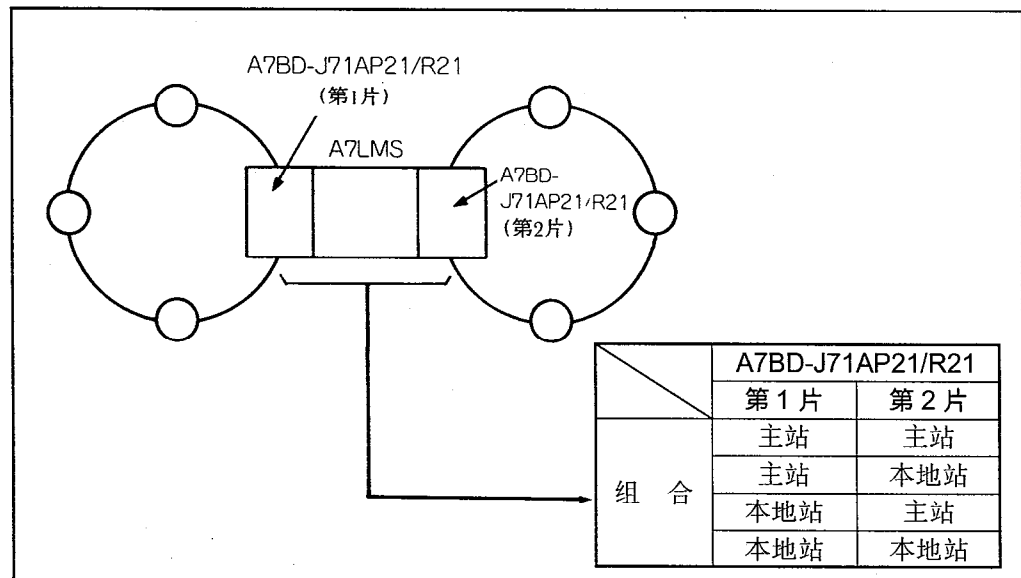 A7BD-J71AP21/R21
(第1片)
A7LMS
A7BD-
J71AP21/R21
(第2片)
A7BD-J71AP21/R21
第1片 第2片
组 合
主站 主站
主站 本地站
本地站 主站
本地站 本地站